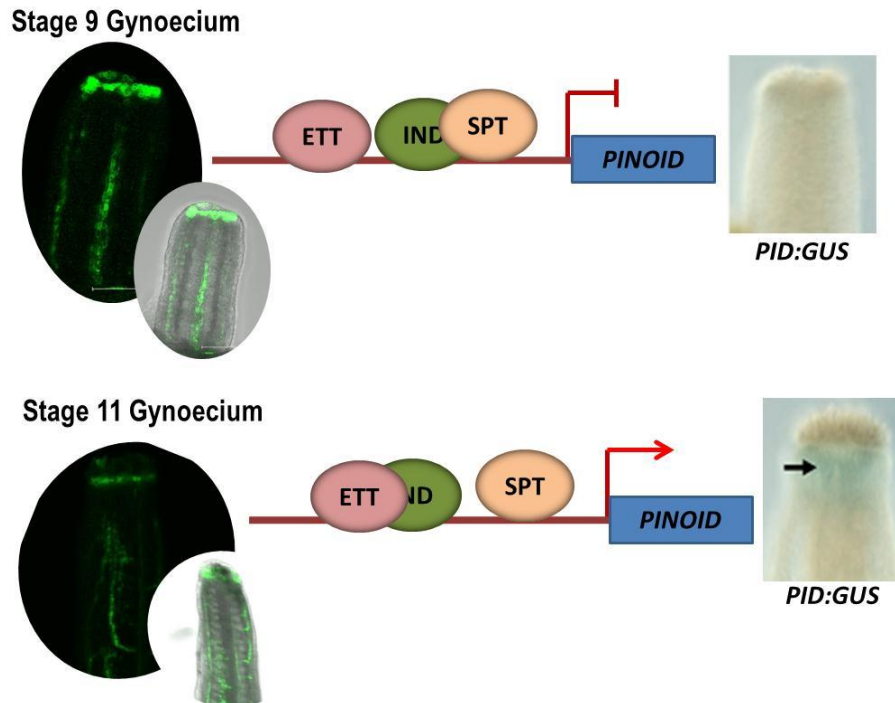 Stage 9 Gynoecium
ETT
IND
SPT
PINOID
PID:GUS
Stage 11 Gynoecium
ETT
ND
SPT
PINOID
PID:GUS